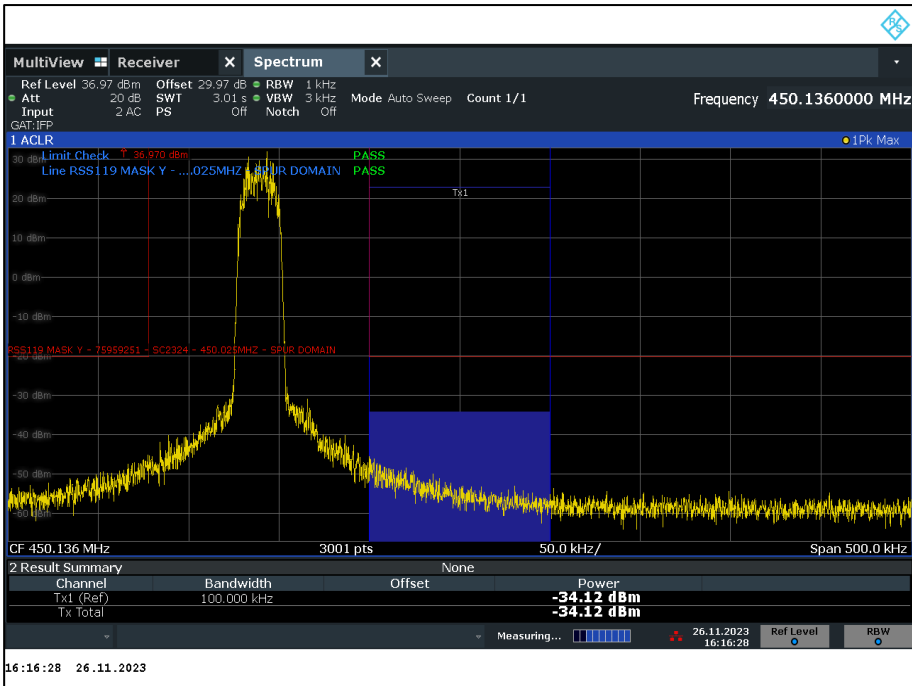 R S
MultiView Receiver X Spectrum X
Ref Level 36.97 dBm Offset 29.97 dB RBW 1 kHz
Att 20 dB SWT 3.01 s VBW 3 kHz Mode Auto Sweep Count 1/1 Frequency 450.1360000 MHz
Input 2 AC PS Off Notch Off
GAT:IFP
1 ACLR 1Pk Max
30 dBm Limit Check 36.970 dBm PASS
Line RSS119 MASK Y - ....025MHZ - SPUR DOMAIN PASS
Tx1
20 dBm
10 dBm
0 dBm
-10 dBm
RSS119 MASK Y - 75959251 - SC2324 - 450.025MHZ - SPUR DOMAIN
-20 dBm
-30 dBm
-40 dBm
-50 dBm
-60 dBm
CF 450.136 MHz 3001 pts 50.0 kHz/ Span 500.0 kHz
2 Result Summary None
Channel Bandwidth Offset Power
Tx1 (Ref) 100.000 kHz -34.12 dBm
Tx Total -34.12 dBm
Measuring... 26.11.2023 Ref Level RBW
16:16:28
16:16:28 26.11.2023